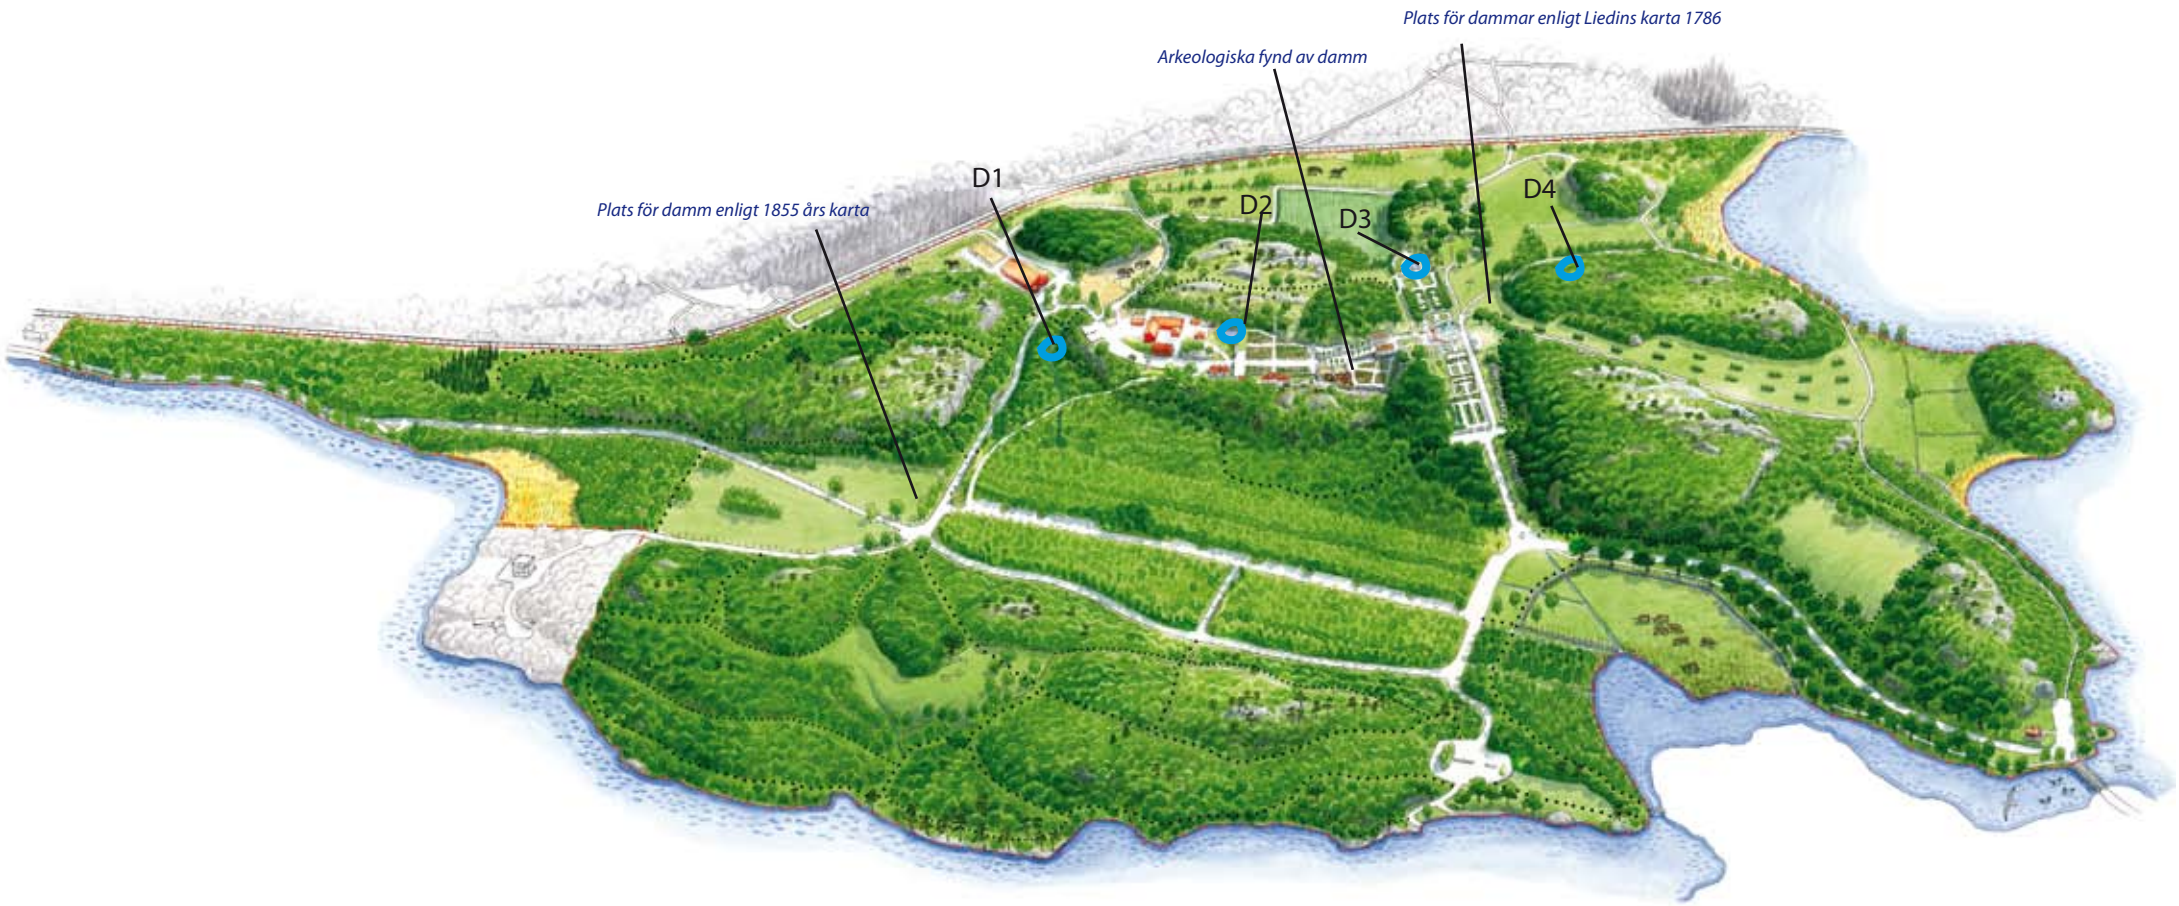 Plats för dammar enligt Liedins karta 1786
Arkeologiska fynd av damm
D1
D4
Plats för damm enligt 1855 års karta
D2
D3